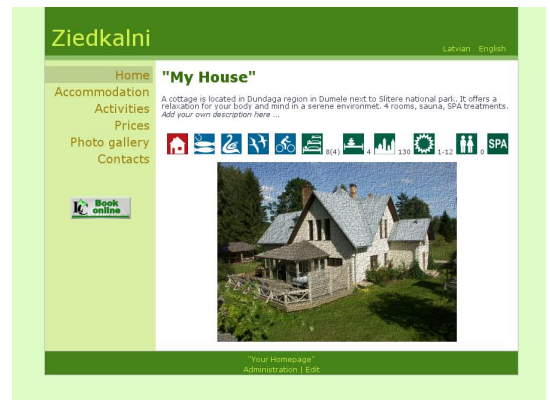 Ziedkalni
Latvian English
Home
Accommodation
Activities
Prices
Photo gallery
Contacts
Book
online
"My House"
A cottage is located in Dundaga region in Dumele next to Slitere national park. It offers a
relaxation for your body and mind in a serene environmet. 4 rooms, sauna, SPA treatments.
Add your own description here ...
8(4) 4 130 1-12 0 SPA
"Your Homepage"
Administration | Edit